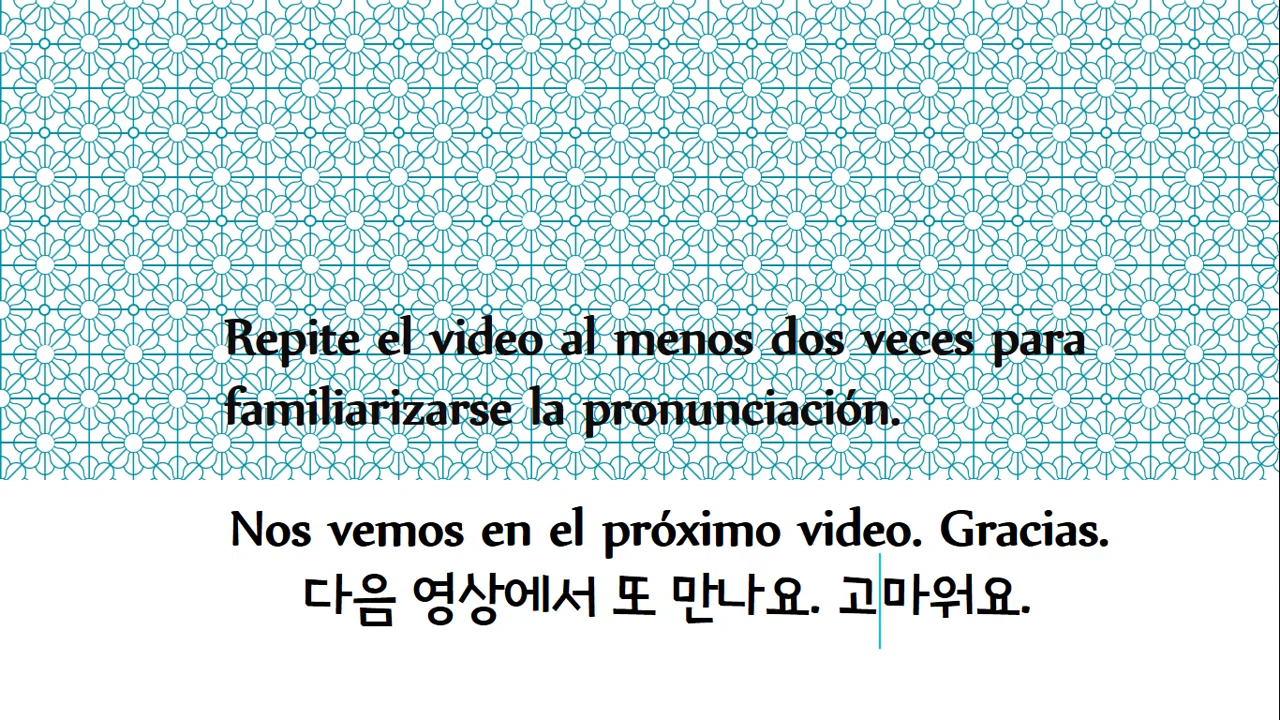 Repite el video al menos dos veces para
familiarizarse la pronunciación.
Nos vemos en el próximo video. Gracias.
다음 영상에서 또 만나요. 고마워요.